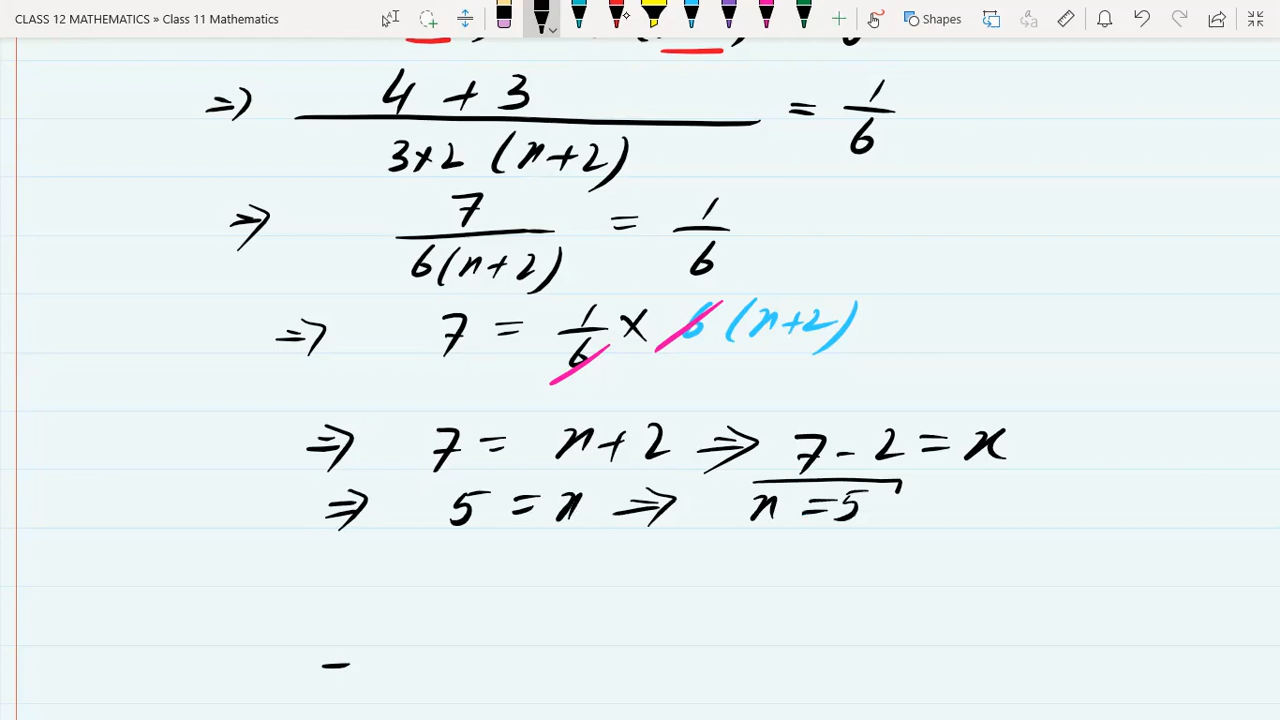 CLASS 12 MATHEMATICS » Class 11 Mathematics Shapes
=> (4 + 3)/(3×2 (x+2)) = 1/6
=> 7/(6(x+2)) = 1/6
=> 7 = 1/6 × 6 (x+2)
=> 7 = x+2 => 7 - 2 = x
=> 5 = x => x = 5